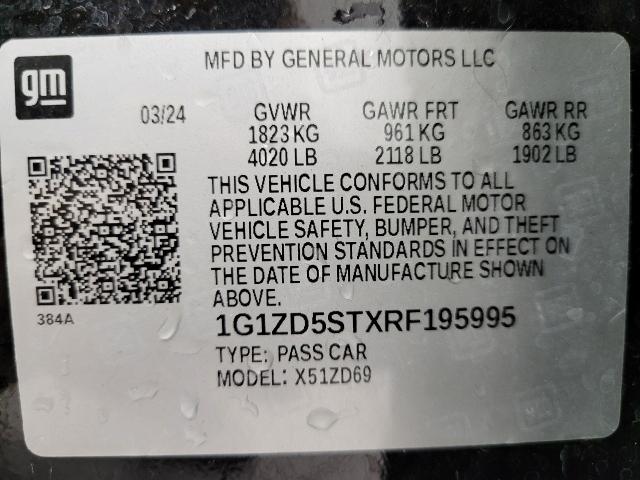 MFD BY GENERAL MOTORS LLC
gm
03/24
GVWR GAWR FRT GAWR RR
1823 KG 961 KG 863 KG
4020 LB 2118 LB 1902 LB
THIS VEHICLE CONFORMS TO ALL
APPLICABLE U.S. FEDERAL MOTOR
VEHICLE SAFETY, BUMPER, AND THEFT
PREVENTION STANDARDS IN EFFECT ON
THE DATE OF MANUFACTURE SHOWN
ABOVE.
384A
1G1ZD5STXRF195995
TYPE: PASS CAR
MODEL: X51ZD69